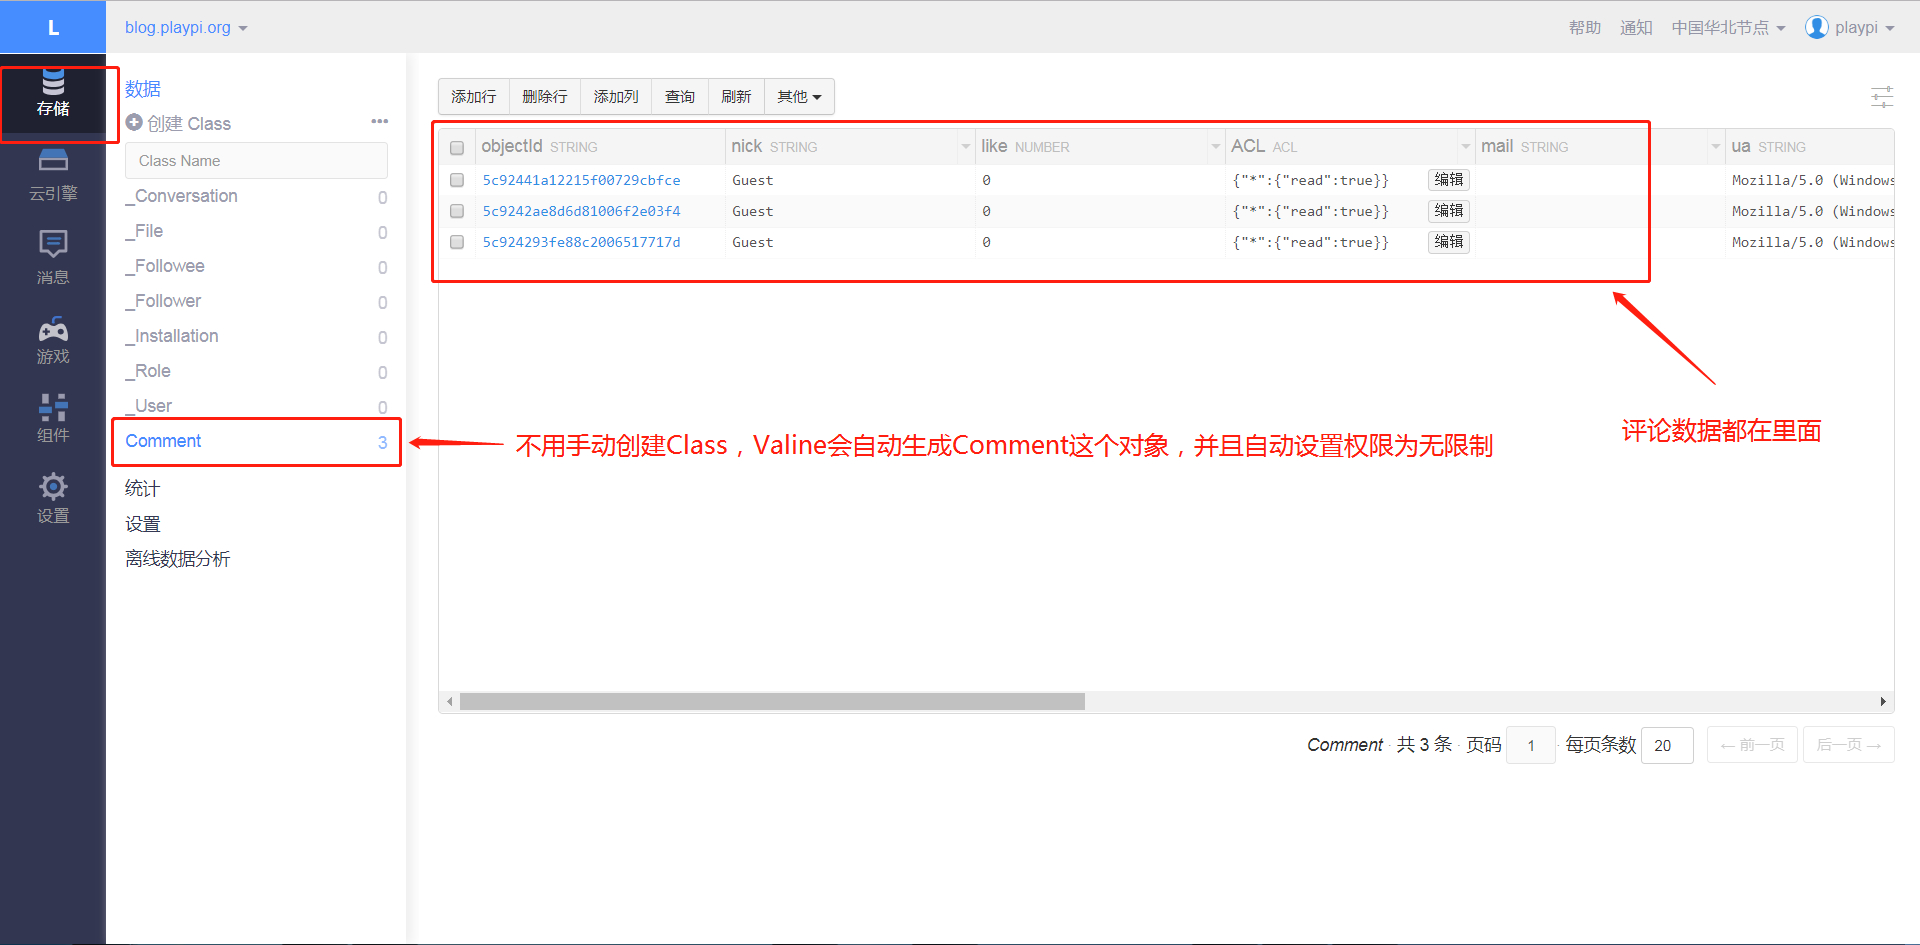 L
blog.playpi.org
帮助 通知 中国华北节点 playpi
存储
云引擎
消息
游戏
组件
设置
数据
创建 Class
Class Name
_Conversation 0
_File 0
_Followee 0
_Follower 0
_Installation 0
_Role 0
_User 0
Comment 3
统计
设置
离线数据分析
添加行 删除行 添加列 查询 刷新 其他
objectId STRING nick STRING like NUMBER ACL ACL mail STRING ua STRING
5c92441a12215f00729cbfce Guest 0 {"*":{"read":true}} 编辑 Mozilla/5.0 (Windows
5c9242ae8d6d81006f2e03f4 Guest 0 {"*":{"read":true}} 编辑 Mozilla/5.0 (Windows
5c924293fe88c2006517717d Guest 0 {"*":{"read":true}} 编辑 Mozilla/5.0 (Windows
评论数据都在里面
不用手动创建Class，Valine会自动生成Comment这个对象，并且自动设置权限为无限制
Comment · 共 3 条 · 页码 1 · 每页条数 20 ←前一页 后一页→